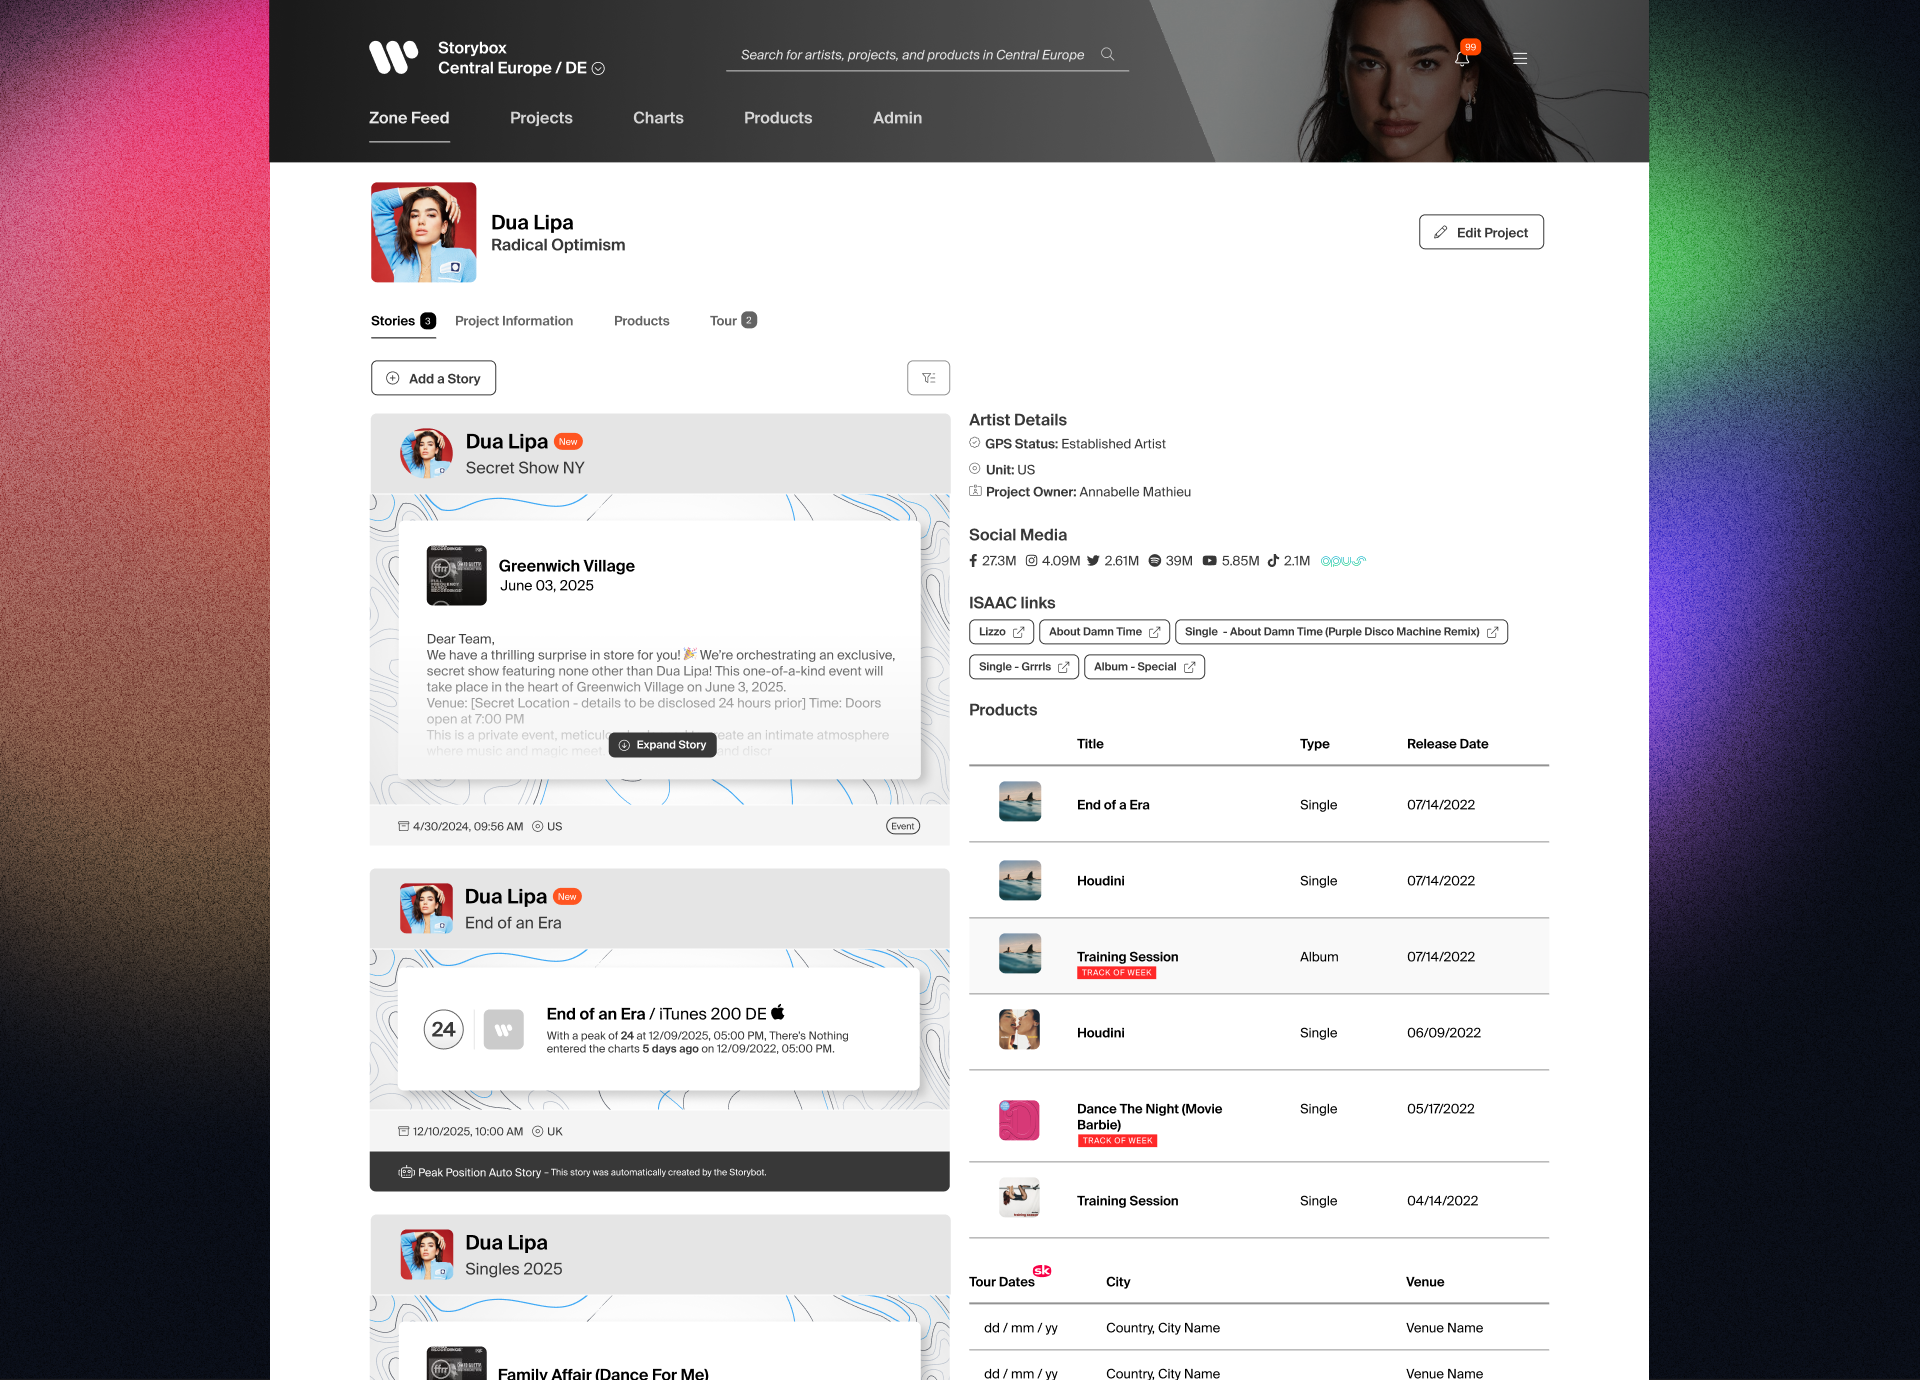 Storybox
Central Europe / DE
Search for artists, projects, and products in Central Europe
99
Zone Feed
Projects
Charts
Products
Admin
Dua Lipa
Radical Optimism
Edit Project
Stories 3
Project Information
Products
Tour 2
Add a Story
Dua Lipa New
Secret Show NY
Greenwich Village
June 03, 2025
Dear Team,
We have a thrilling surprise in store for you! 🎉 We're orchestrating an exclusive,
secret show featuring none other than Dua Lipa! This one-of-a-kind event will
take place in the heart of Greenwich Village on June 3, 2025.
Venue: [Secret Location - details to be disclosed 24 hours prior] Time: Doors
open at 7:00 PM
This is a private event, an intimate atmosphere
where music and magic meet and discr
Expand Story
4/30/2024, 09:56 AM US
Event
Dua Lipa New
End of an Era
24
End of an Era / iTunes 200 DE
With a peak of 24 at 12/09/2025, 05:00 PM, There's Nothing
entered the charts 5 days ago on 12/09/2022, 05:00 PM.
12/10/2025, 10:00 AM UK
Peak Position Auto Story – This story was automatically created by the Storybot.
Dua Lipa
Singles 2025
Family Affair (Dance For Me)
Artist Details
GPS Status: Established Artist
Unit: US
Project Owner: Annabelle Mathieu
Social Media
27.3M 4.09M 2.61M 39M 5.85M 2.1M opus
ISAAC links
Lizzo
About Damn Time
Single - About Damn Time (Purple Disco Machine Remix)
Single - Grrrls
Album - Special
Products
Title Type Release Date
End of a Era Single 07/14/2022
Houdini Single 07/14/2022
Training Session Album 07/14/2022
TRACK OF WEEK
Houdini Single 06/09/2022
Dance The Night (Movie Single 05/17/2022
Barbie)
TRACK OF WEEK
Training Session Single 04/14/2022
Tour Dates sk City Venue
dd / mm / yy Country, City Name Venue Name
dd / mm / yy Country, City Name Venue Name